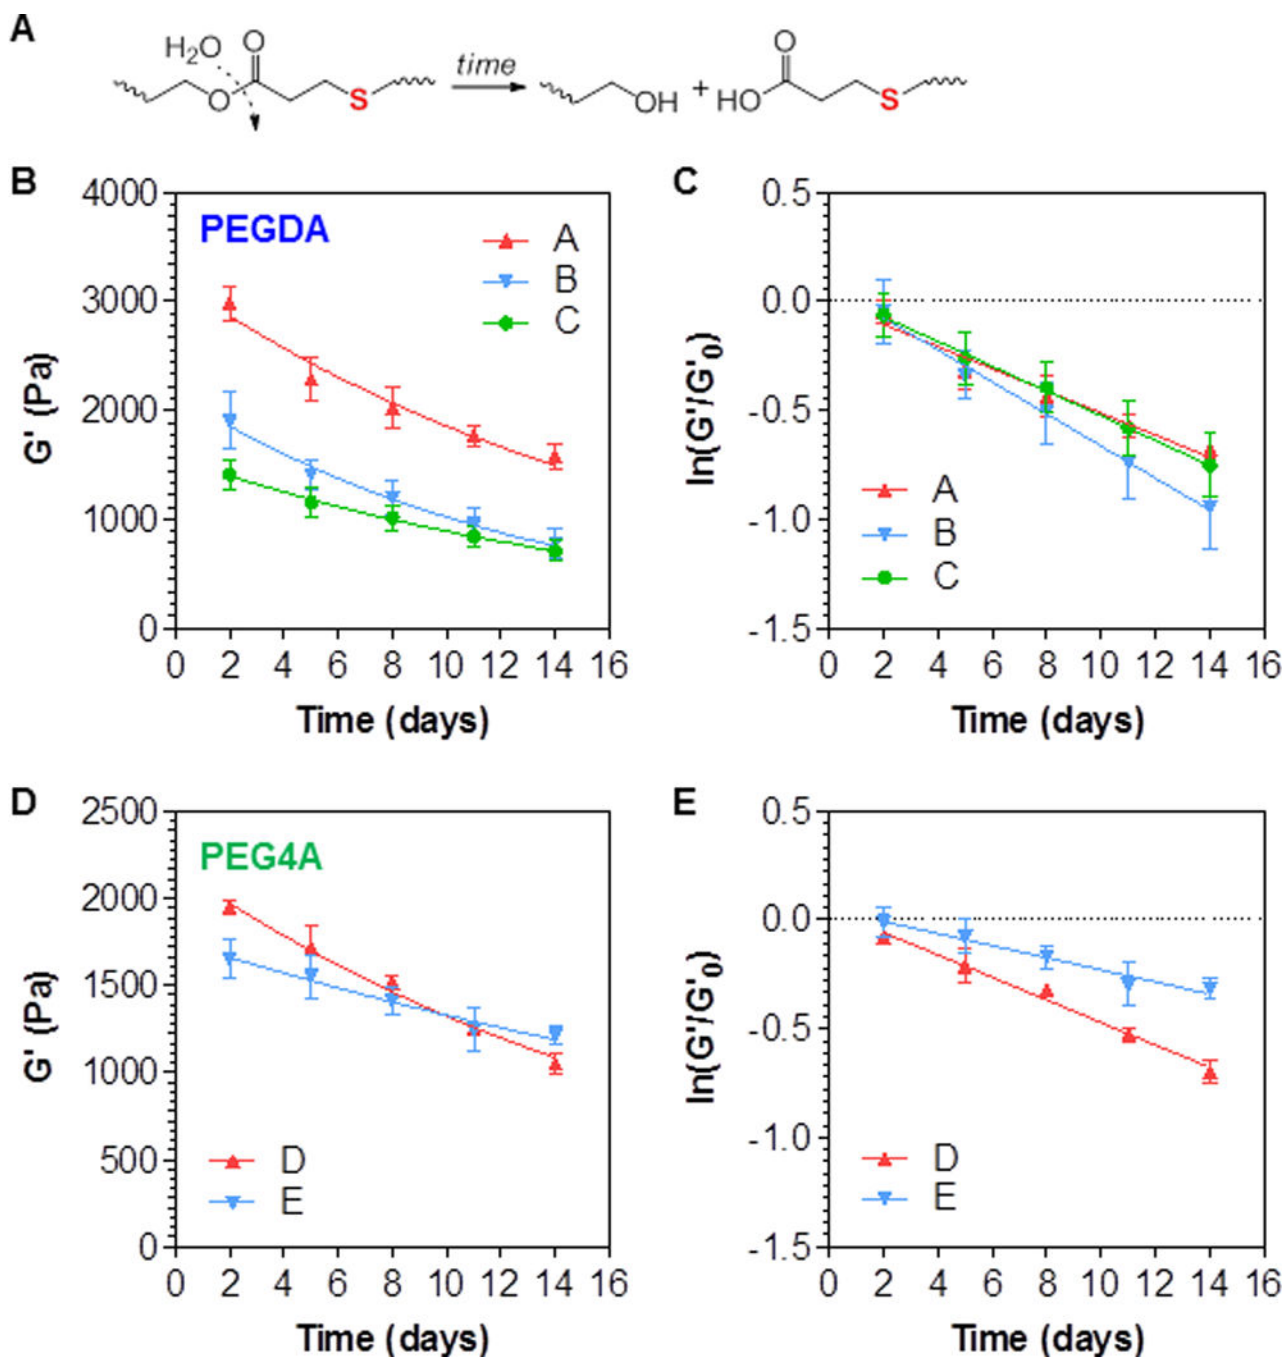 A
H₂O
O
O
S
time
OH
+
O
HO
S
B
4000
3000
2000
1000
0
G' (Pa)
PEGDA
A
B
C
0 2 4 6 8 10 12 14 16
Time (days)
C
0.5
0.0
-0.5
-1.0
-1.5
ln(G'/G'₀)
A
B
C
0 2 4 6 8 10 12 14 16
Time (days)
D
2500
2000
1500
1000
500
0
G' (Pa)
PEG4A
D
E
0 2 4 6 8 10 12 14 16
Time (days)
E
0.5
0.0
-0.5
-1.0
-1.5
ln(G'/G'₀)
D
E
0 2 4 6 8 10 12 14 16
Time (days)